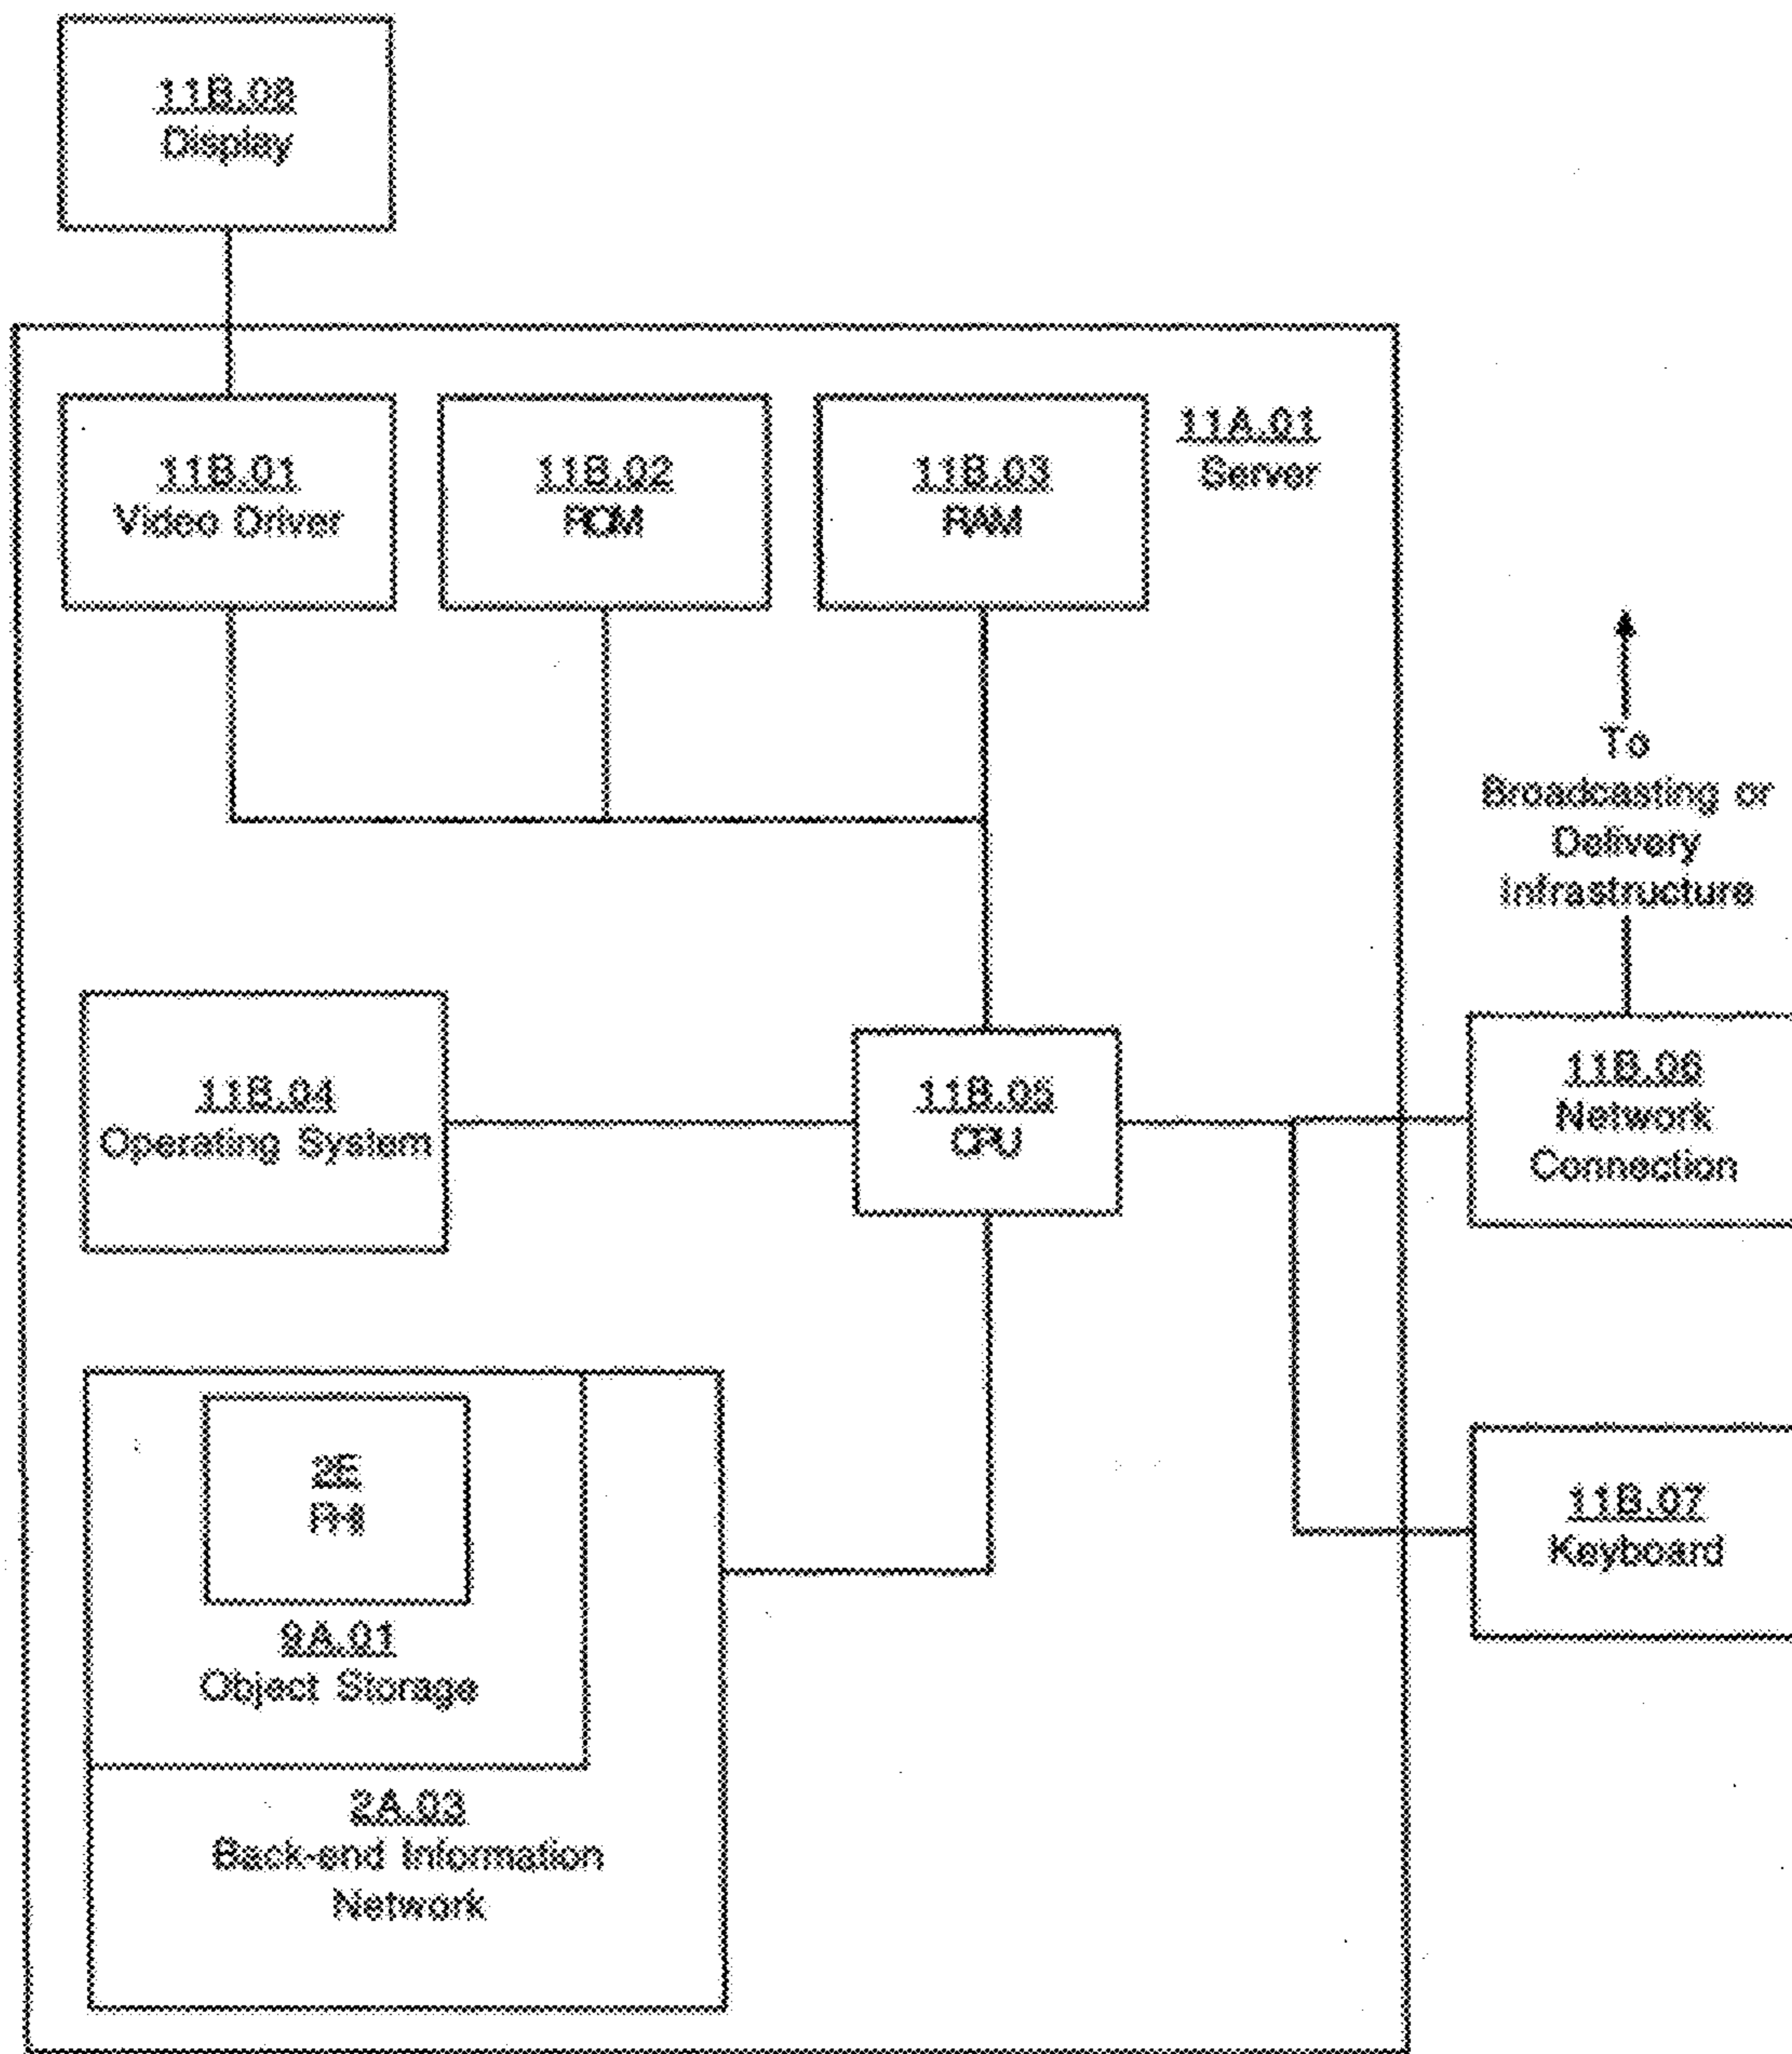 11B.08
Display
11B.01
Video Driver
11B.02
ROM
11B.03
RAM
11A.01
Server
To
Broadcasting or
Delivery
Infrastructure
11B.04
Operating System
11B.05
CPU
11B.06
Network
Connection
11B.07
Keyboard
2E
PHI
9A.01
Object Storage
2A.03
Back-end Information
Network